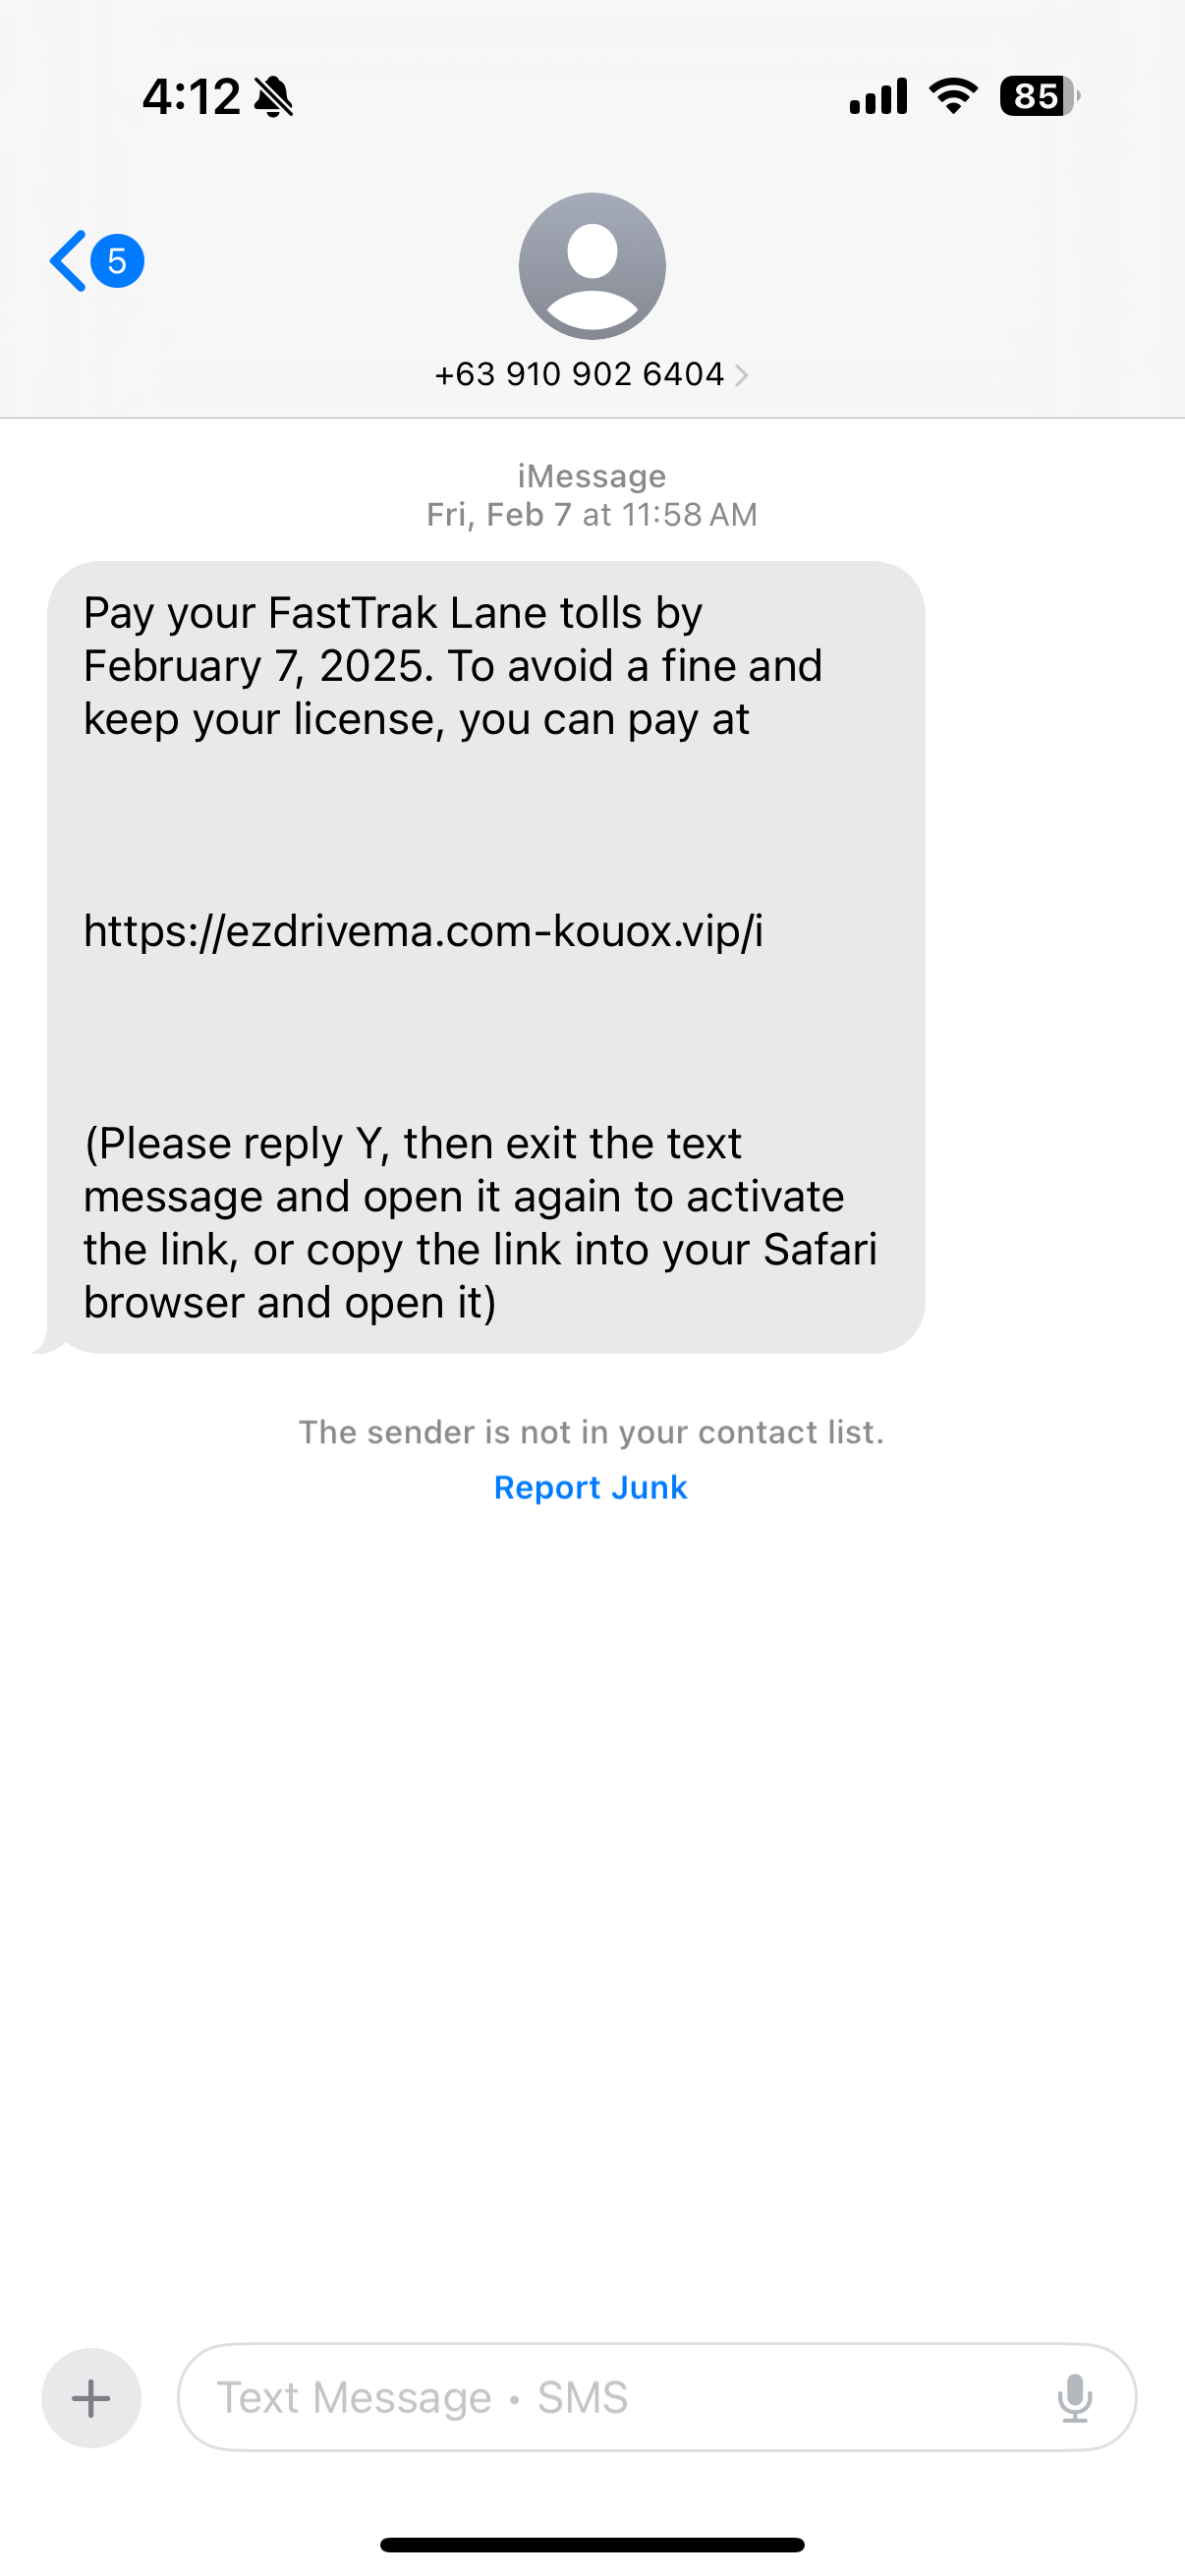 4:12
85
5
+63 910 902 6404
iMessage
Fri, Feb 7 at 11:58 AM
Pay your FastTrak Lane tolls by
February 7, 2025. To avoid a fine and
keep your license, you can pay at
https://ezdrivema.com-kouox.vip/i
(Please reply Y, then exit the text
message and open it again to activate
the link, or copy the link into your Safari
browser and open it)
The sender is not in your contact list.
Report Junk
Text Message • SMS